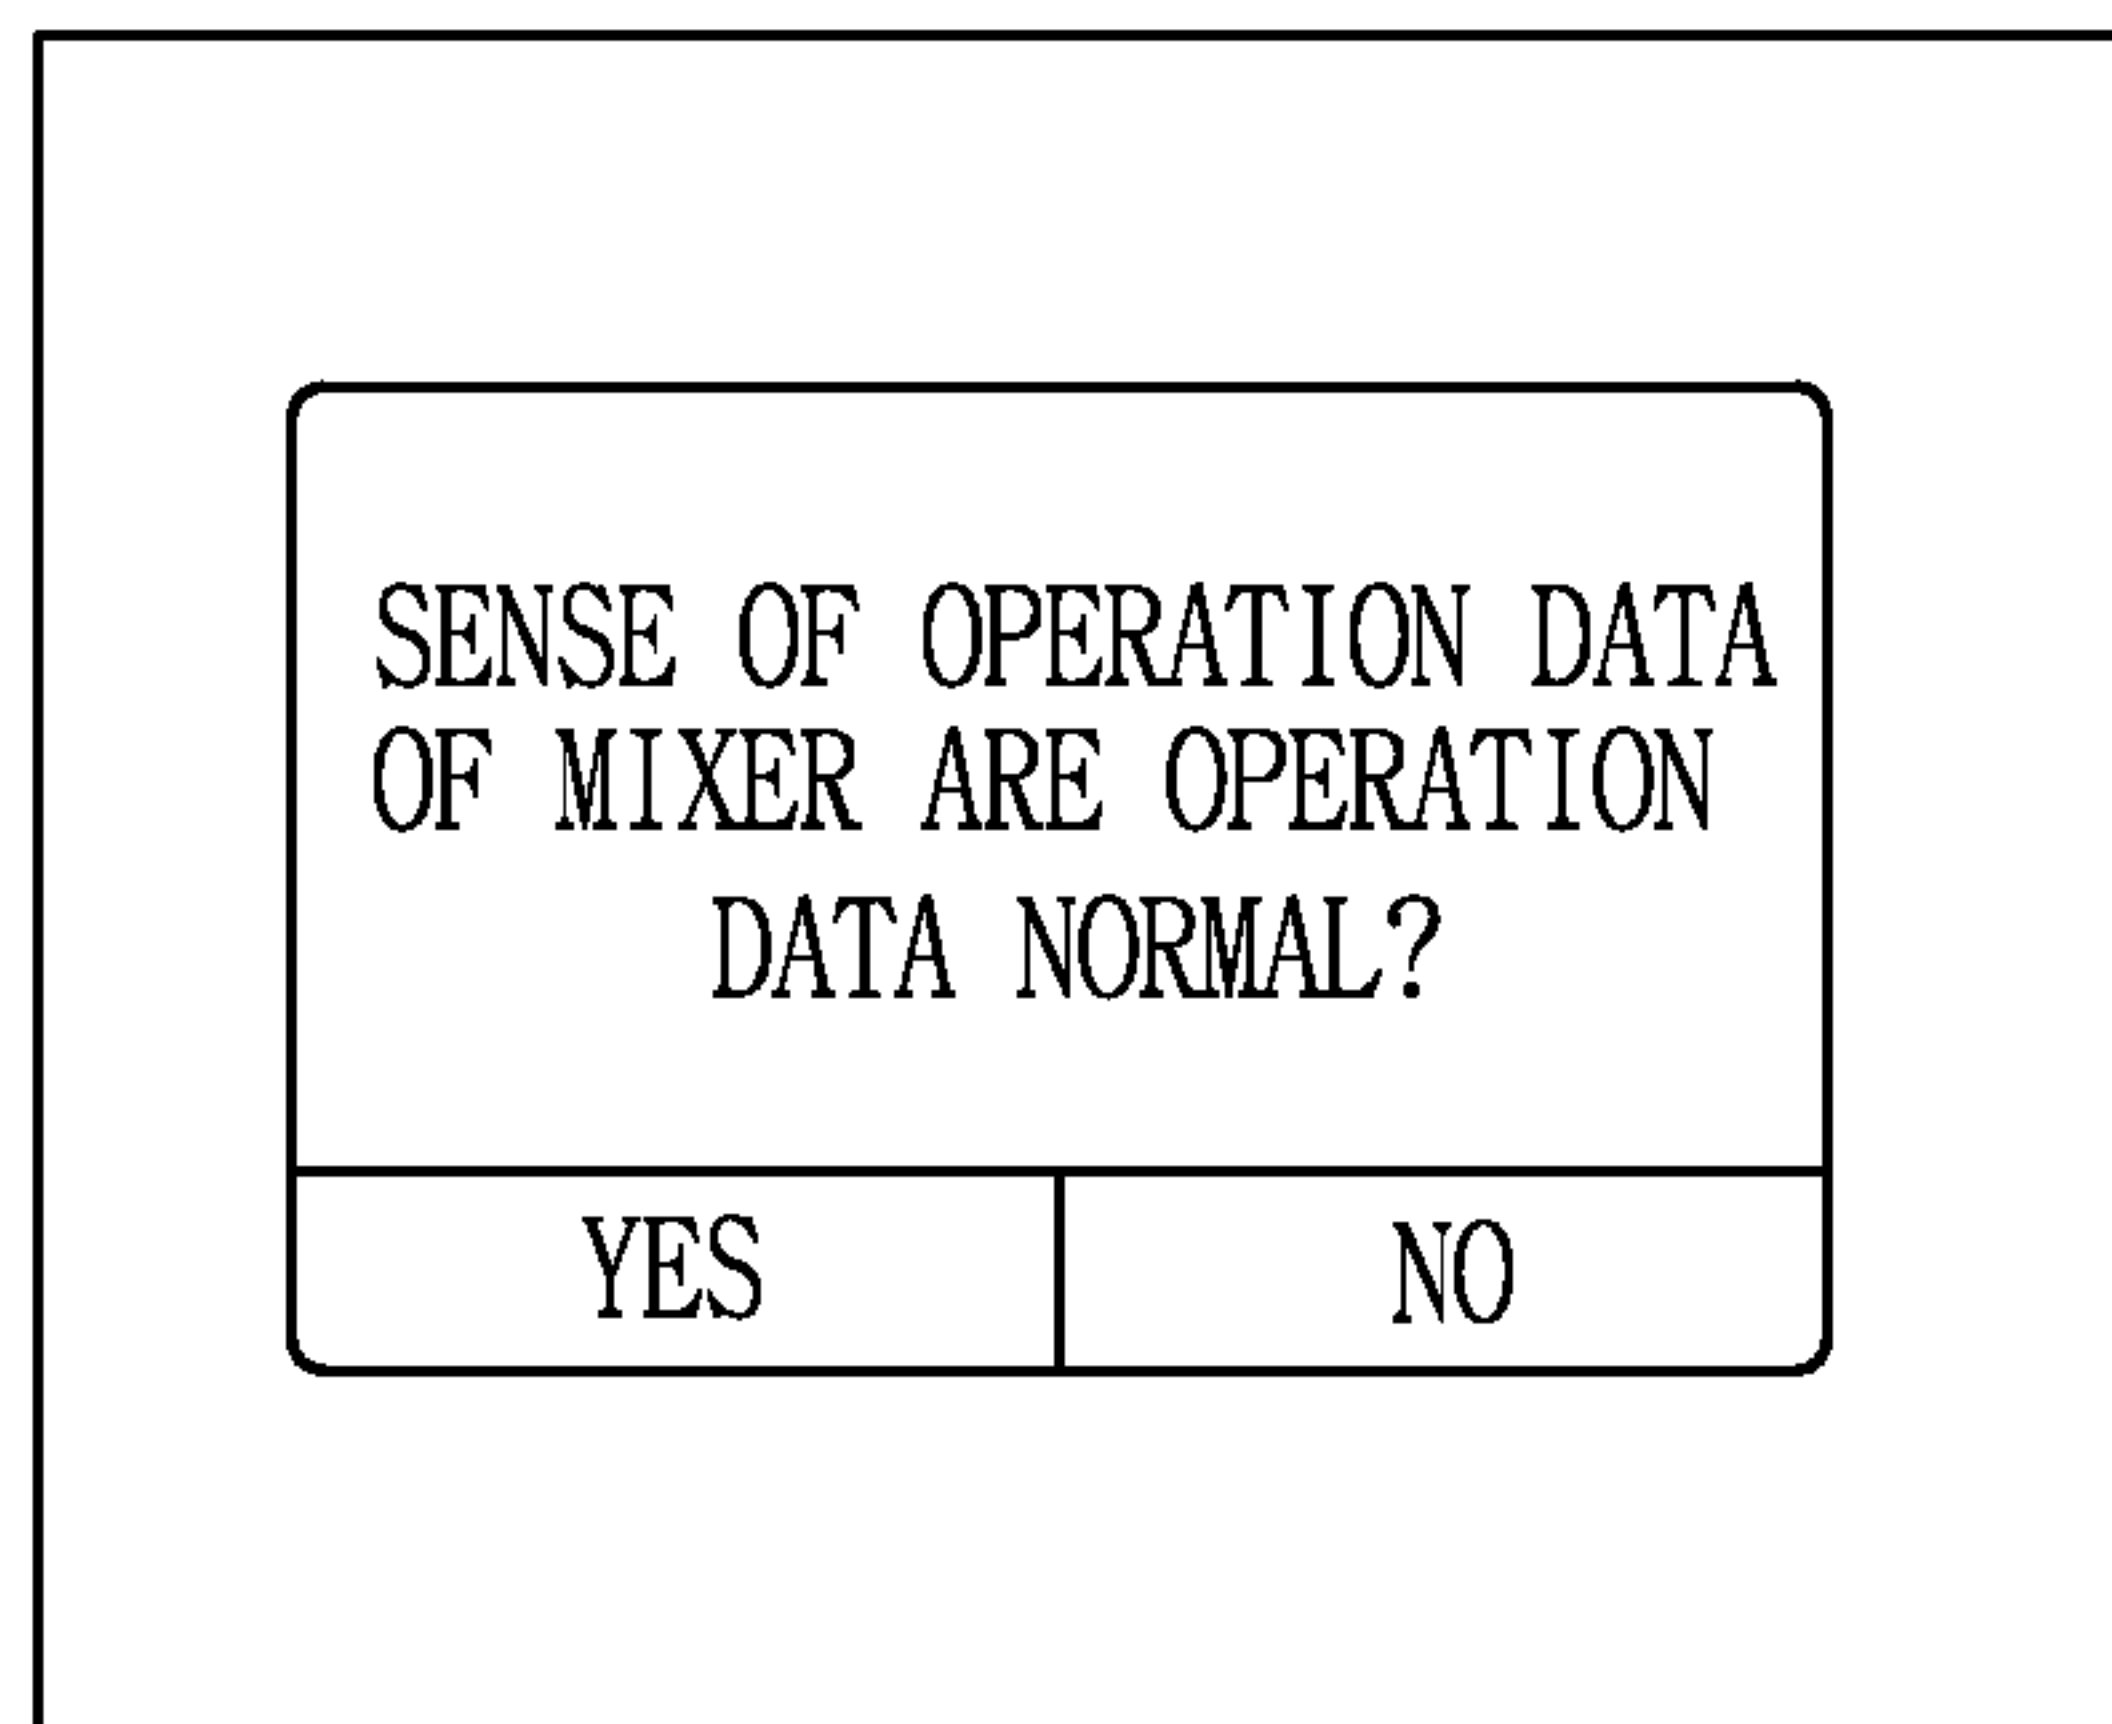 SENSE OF OPERATION DATA
OF MIXER ARE OPERATION
DATA NORMAL?
YES
NO